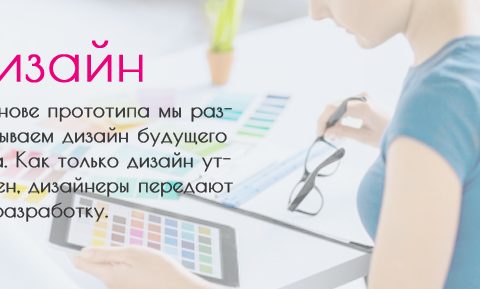 изайн
нове прототипа мы раз-
ываем дизайн будущего
а. Как только дизайн ут-
ен, дизайнеры передают
разработку.